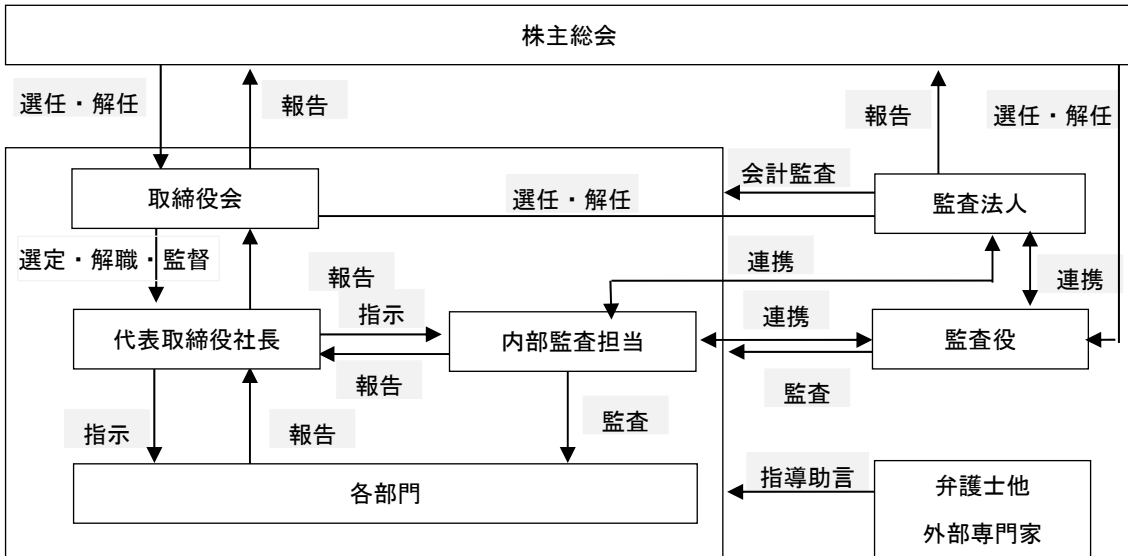 株主総会
選任・解任
報告
報告
選任・解任
会計監査
取締役会
選任・解任
監査法人
選定・解職・監督
報告
連携
連携
指示
代表取締役社長
内部監査担当
連携
監査役
報告
監査
指示
報告
監査
各部門
指導助言
弁護士他
外部専門家